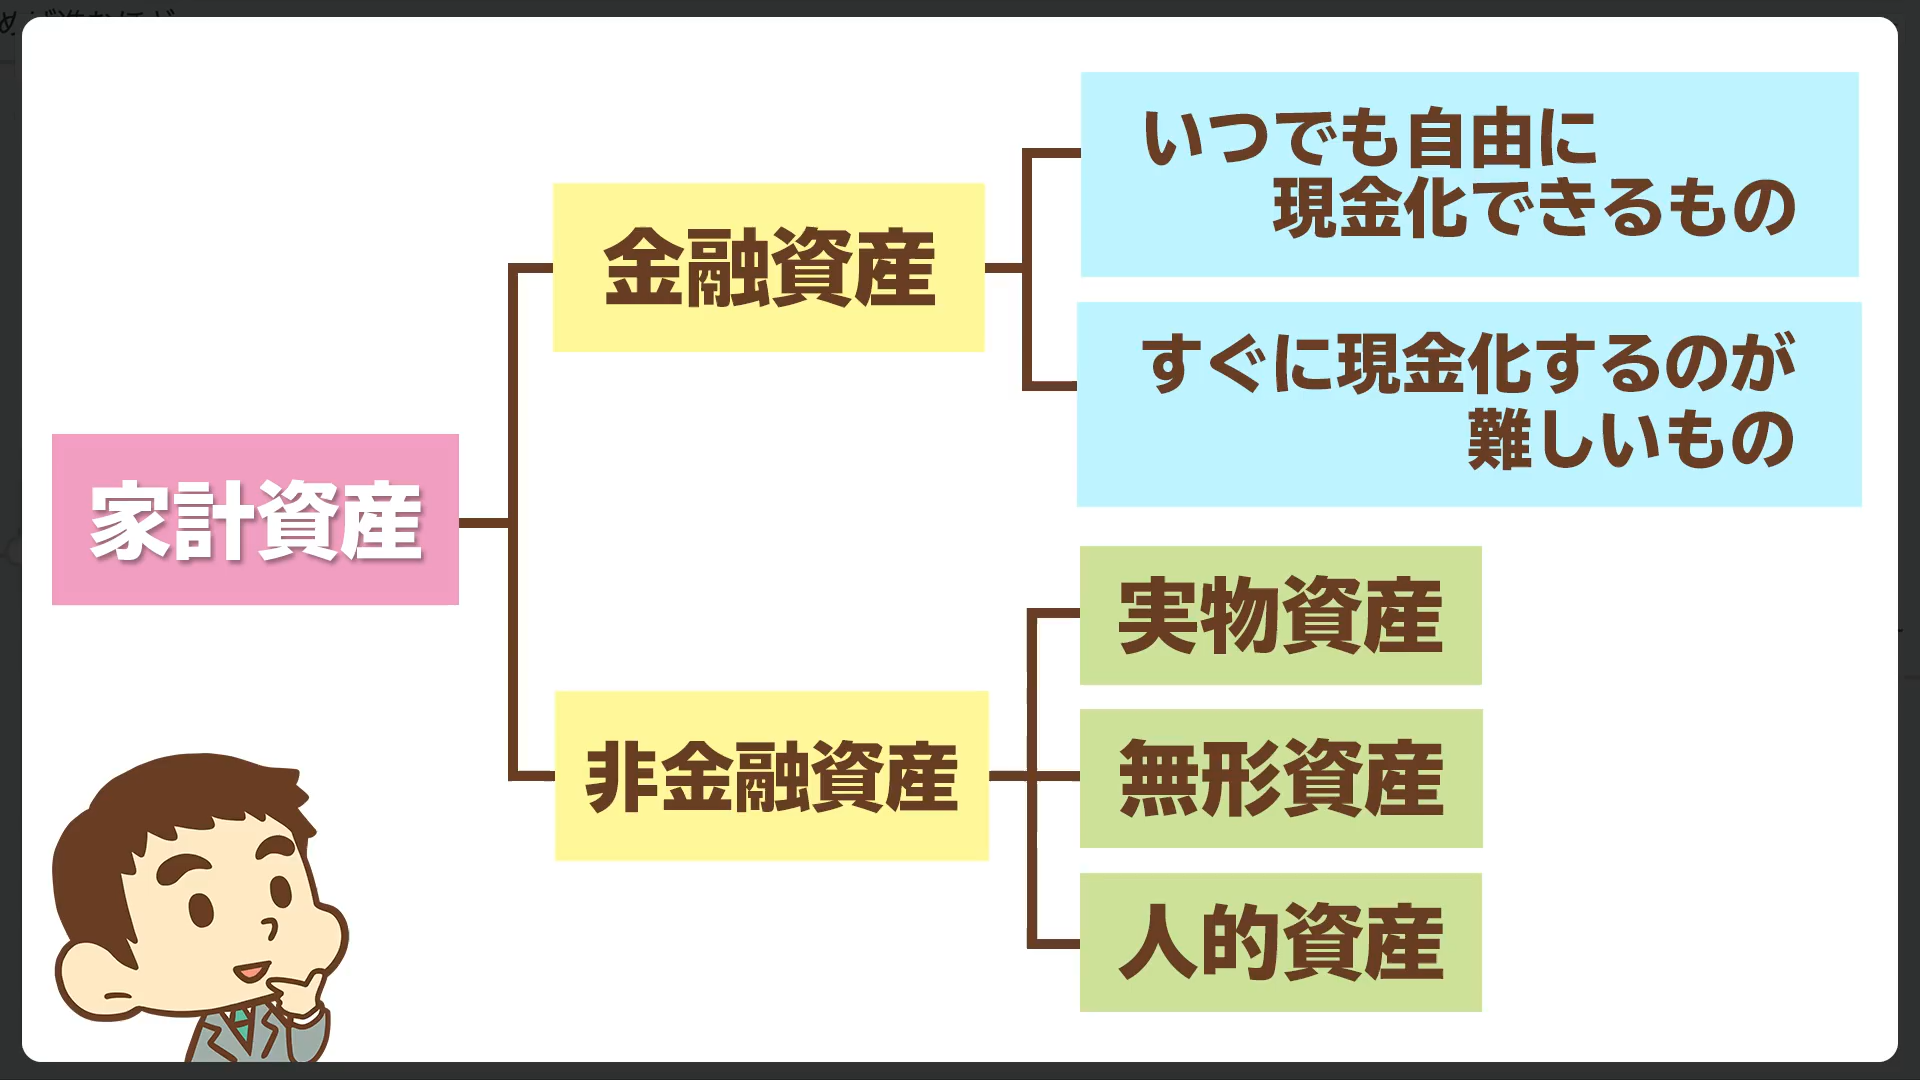 家計資産
金融資産
いつでも自由に
現金化できるもの
すぐに現金化するのが
難しいもの
非金融資産
実物資産
無形資産
人的資産